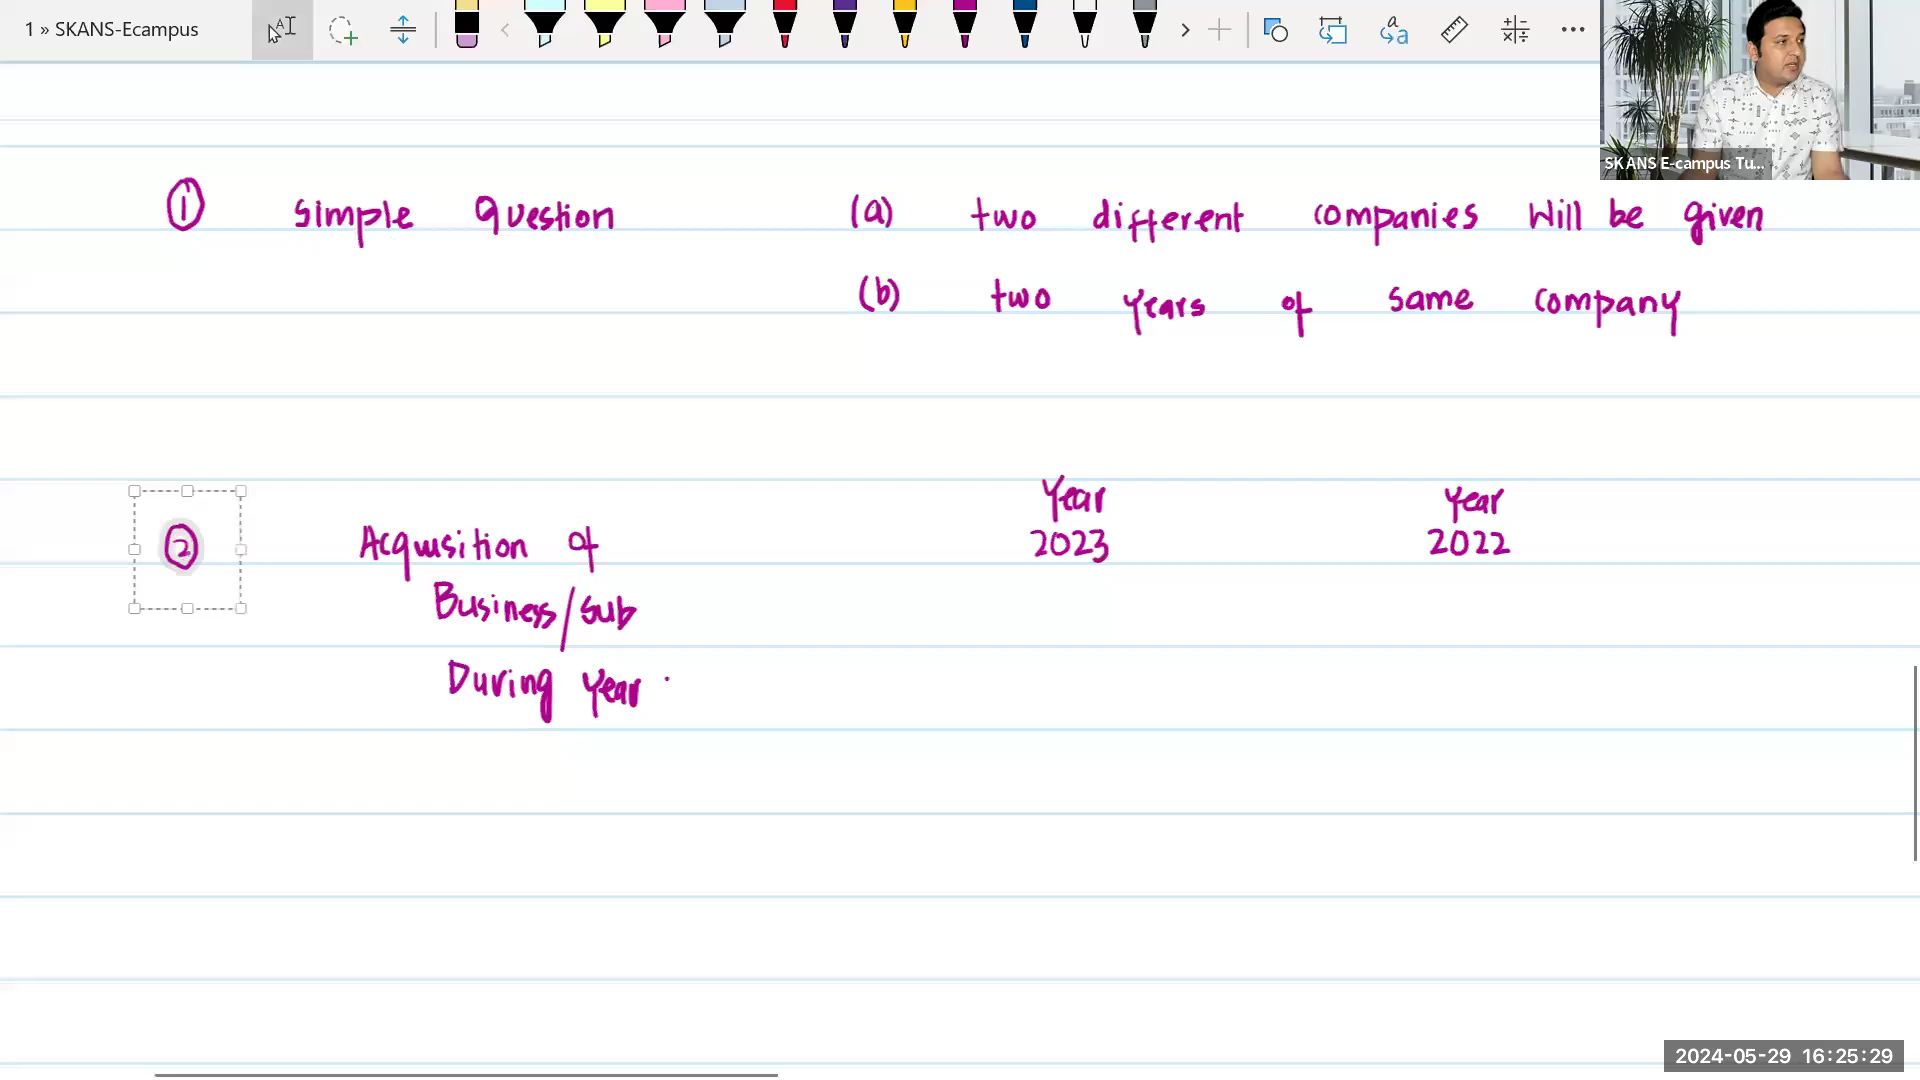 1 » SKANS-Ecampus
SKANS E-campus Tu...
① Simple Question (a) two different companies will be given
(b) two years of same company
Year Year
② Acqusition of 2023 2022
Business/sub
During year
2024-05-29 16:25:29